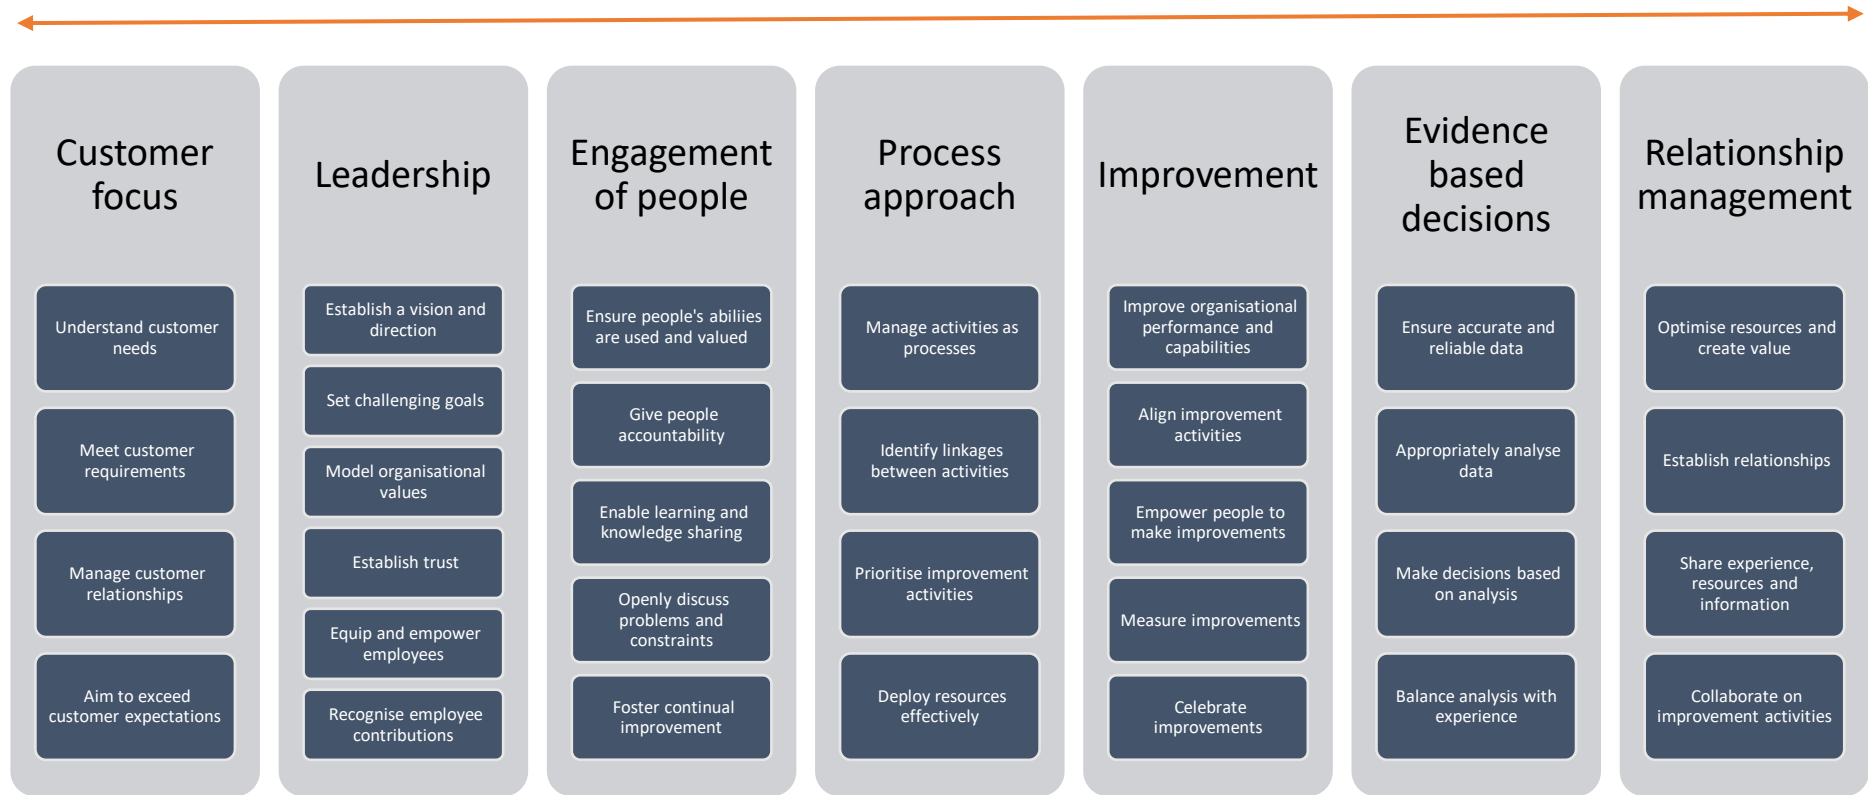 Customer
focus
Understand customer
needs
Meet customer
requirements
Manage customer
relationships
Aim to exceed
customer expectations
Leadership
Establish a vision and
direction
Set challenging goals
Model organisational
values
Establish trust
Equip and empower
employees
Recognise employee
contributions
Engagement
of people
Ensure people's abiliies
are used and valued
Give people
accountability
Enable learning and
knowledge sharing
Openly discuss
problems and
constraints
Foster continual
improvement
Process
approach
Manage activities as
processes
Identify linkages
between activities
Prioritise improvement
activities
Deploy resources
effectively
Improvement
Improve organisational
performance and
capabilities
Align improvement
activities
Empower people to
make improvements
Measure improvements
Celebrate
improvements
Evidence
based
decisions
Ensure accurate and
reliable data
Appropriately analyse
data
Make decisions based
on analysis
Balance analysis with
experience
Relationship
management
Optimise resources and
create value
Establish relationships
Share experience,
resources and
information
Collaborate on
improvement activities